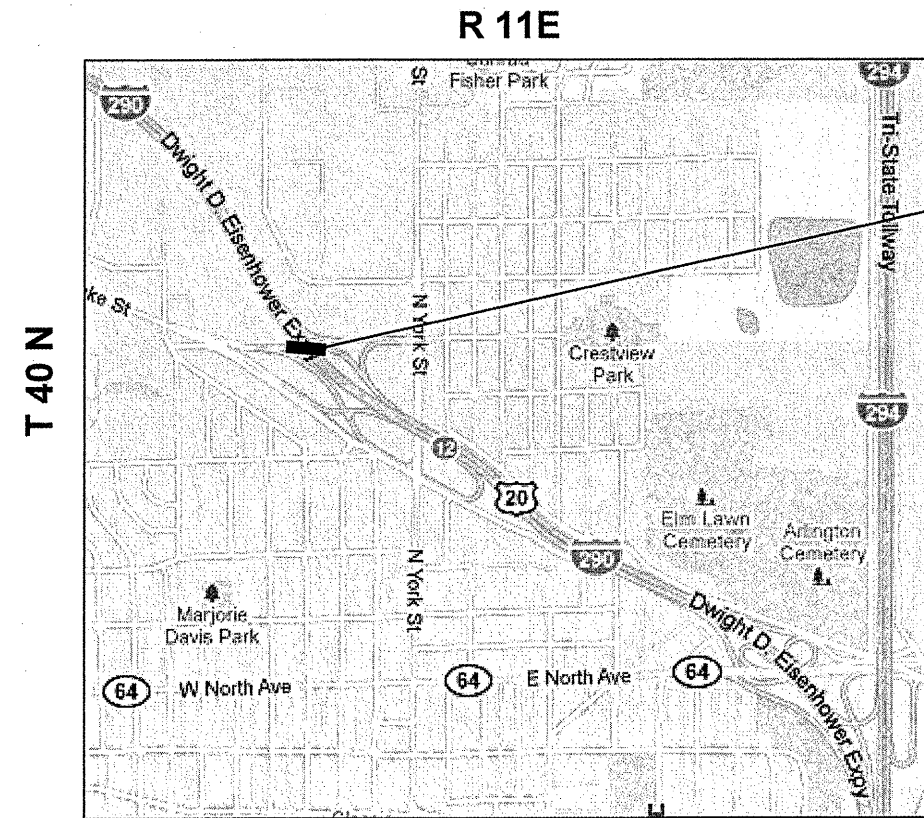 R 11E
T 40 N
St
Fisher Park
290
294
Dwight D. Eisenhower Ex
Tri-State Tollway
ke St
N York St
Crestview
Park
294
12
20
Elm Lawn
Cemetery
Arlington
Cemetery
290
N York St
Marjorie
Davis Park
Dwight D. Eisenhower Expy
64
W North Ave
64
E North Ave
64